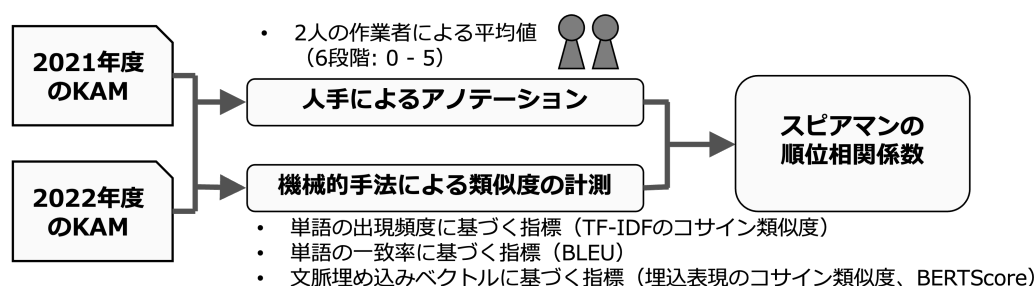 2021年度
のKAM
2022年度
のKAM
• 2人の作業者による平均値
（6段階: 0 - 5）
人手によるアノテーション
機械的手法による類似度の計測
• 単語の出現頻度に基づく指標（TF-IDFのコサイン類似度）
• 単語の一致率に基づく指標（BLEU）
• 文脈埋め込みベクトルに基づく指標（埋込表現のコサイン類似度、BERTScore）
スピアマンの
順位相関係数